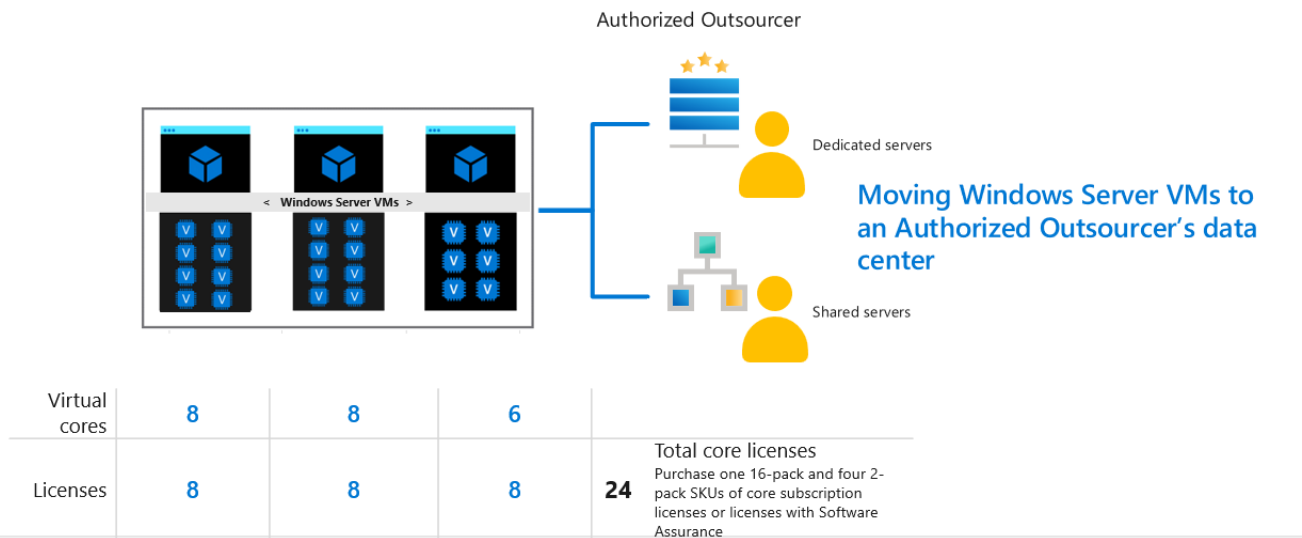 Authorized Outsourcer
Dedicated servers
< Windows Server VMs >
V V V V V V
V V V V V V
V V V V V V
V V V V
Moving Windows Server VMs to
an Authorized Outsourcer’s data
center
Shared servers
Virtual
cores
8 8 6
Licenses
8 8 8 24
Total core licenses
Purchase one 16-pack and four 2-
pack SKUs of core subscription
licenses or licenses with Software
Assurance